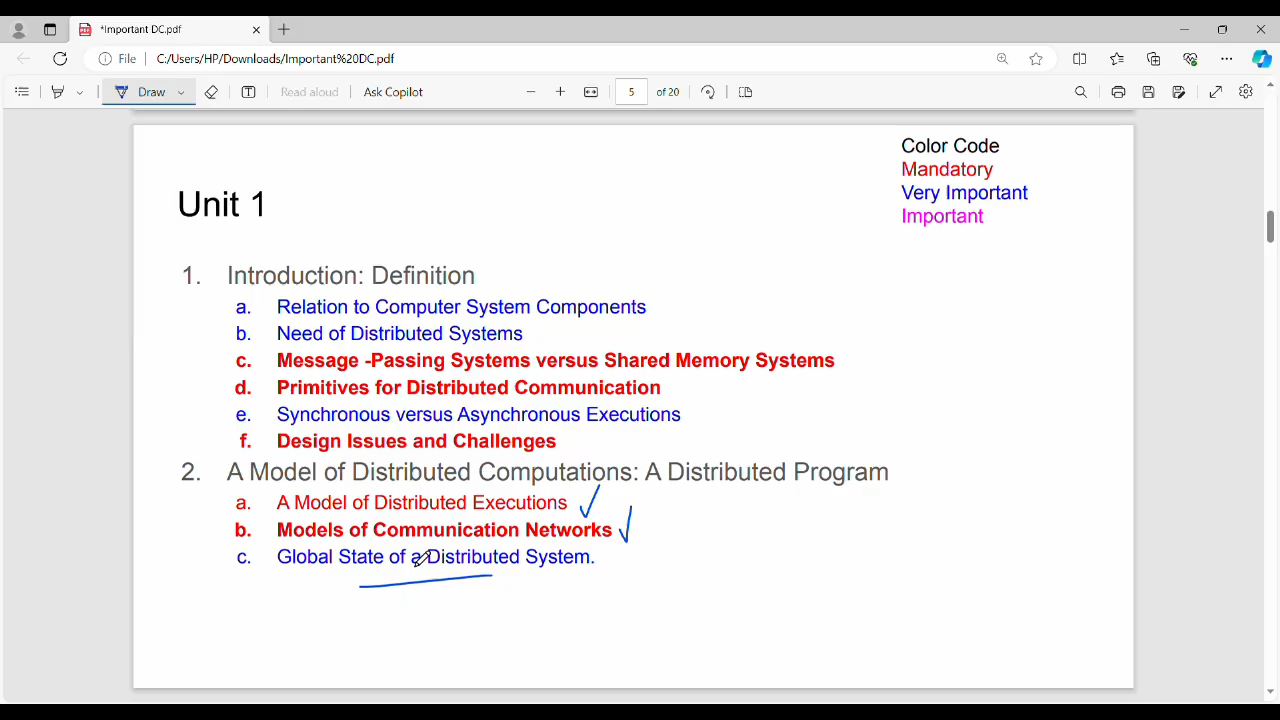 *Important DC.pdf
File C:/Users/HP/Downloads/Important%20DC.pdf
Draw Read aloud Ask Copilot 5 of 20
Color Code
Mandatory
Very Important
Important
Unit 1
1. Introduction: Definition
a. Relation to Computer System Components
b. Need of Distributed Systems
c. Message -Passing Systems versus Shared Memory Systems
d. Primitives for Distributed Communication
e. Synchronous versus Asynchronous Executions
f. Design Issues and Challenges
2. A Model of Distributed Computations: A Distributed Program
a. A Model of Distributed Executions
b. Models of Communication Networks
c. Global State of a Distributed System.